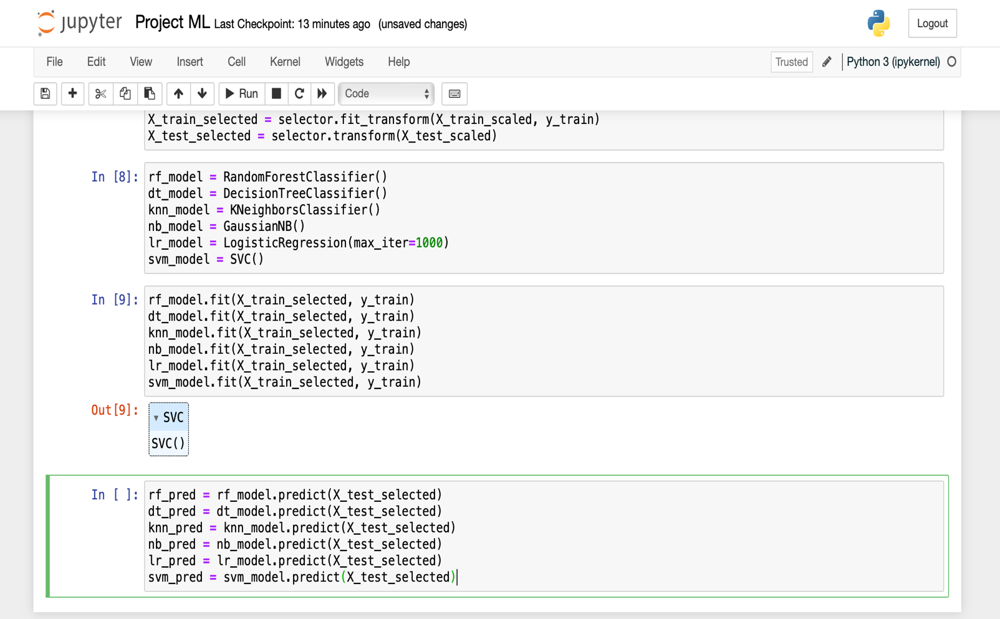 jupyter Project ML Last Checkpoint: 13 minutes ago (unsaved changes) Logout
File Edit View Insert Cell Kernel Widgets Help Trusted Python 3 (ipykernel)
Run Code
X_train_selected = selector.fit_transform(X_train_scaled, y_train)
X_test_selected = selector.transform(X_test_scaled)
In [8]: rf_model = RandomForestClassifier()
dt_model = DecisionTreeClassifier()
knn_model = KNeighborsClassifier()
nb_model = GaussianNB()
lr_model = LogisticRegression(max_iter=1000)
svm_model = SVC()
In [9]: rf_model.fit(X_train_selected, y_train)
dt_model.fit(X_train_selected, y_train)
knn_model.fit(X_train_selected, y_train)
nb_model.fit(X_train_selected, y_train)
lr_model.fit(X_train_selected, y_train)
svm_model.fit(X_train_selected, y_train)
Out[9]: ▾ SVC
SVC()
In [ ]: rf_pred = rf_model.predict(X_test_selected)
dt_pred = dt_model.predict(X_test_selected)
knn_pred = knn_model.predict(X_test_selected)
nb_pred = nb_model.predict(X_test_selected)
lr_pred = lr_model.predict(X_test_selected)
svm_pred = svm_model.predict(X_test_selected)